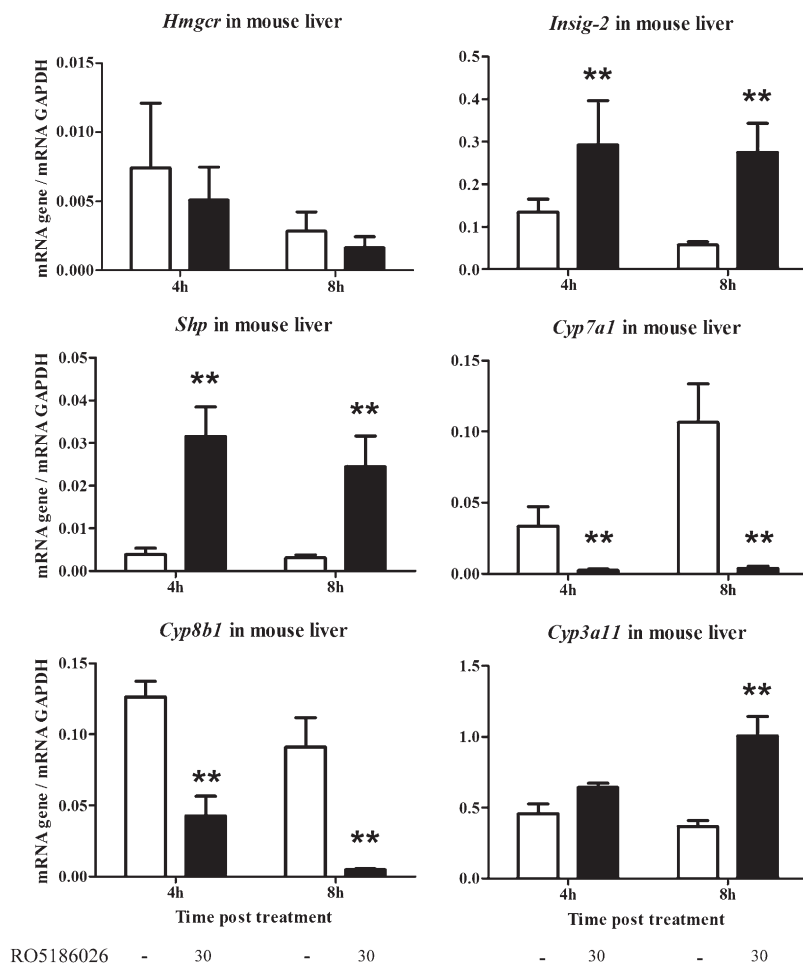 Hmgcr in mouse liver
mRNA gene / mRNA GAPDH
0.015
0.010
0.005
0.000
4h
8h
Insig-2 in mouse liver
0.5
0.4
0.3
0.2
0.1
0.0
**
**
4h
8h
Shp in mouse liver
mRNA gene / mRNA GAPDH
0.05
0.04
0.03
0.02
0.01
0.00
**
**
4h
8h
Cyp7a1 in mouse liver
0.15
0.10
0.05
0.00
**
**
4h
8h
Cyp8b1 in mouse liver
mRNA gene / mRNA GAPDH
0.15
0.10
0.05
0.00
**
**
4h
8h
Time post treatment
Cyp3a11 in mouse liver
1.5
1.0
0.5
0.0
**
4h
8h
Time post treatment
RO5186026 - 30 - 30 - 30 - 30